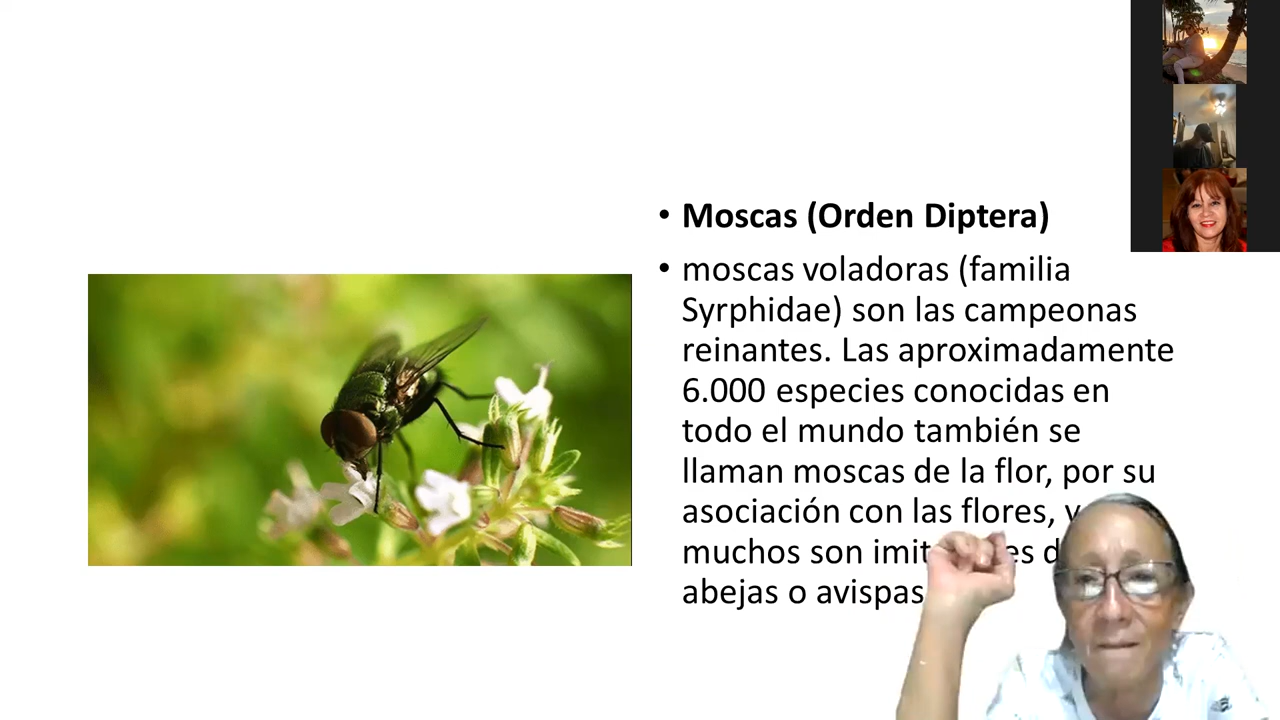 • Moscas (Orden Diptera)
• moscas voladoras (familia
Syrphidae) son las campeonas
reinantes. Las aproximadamente
6.000 especies conocidas en
todo el mundo también se
llaman moscas de la flor, por su
asociación con las flores, y
muchos son
abejas o avispas